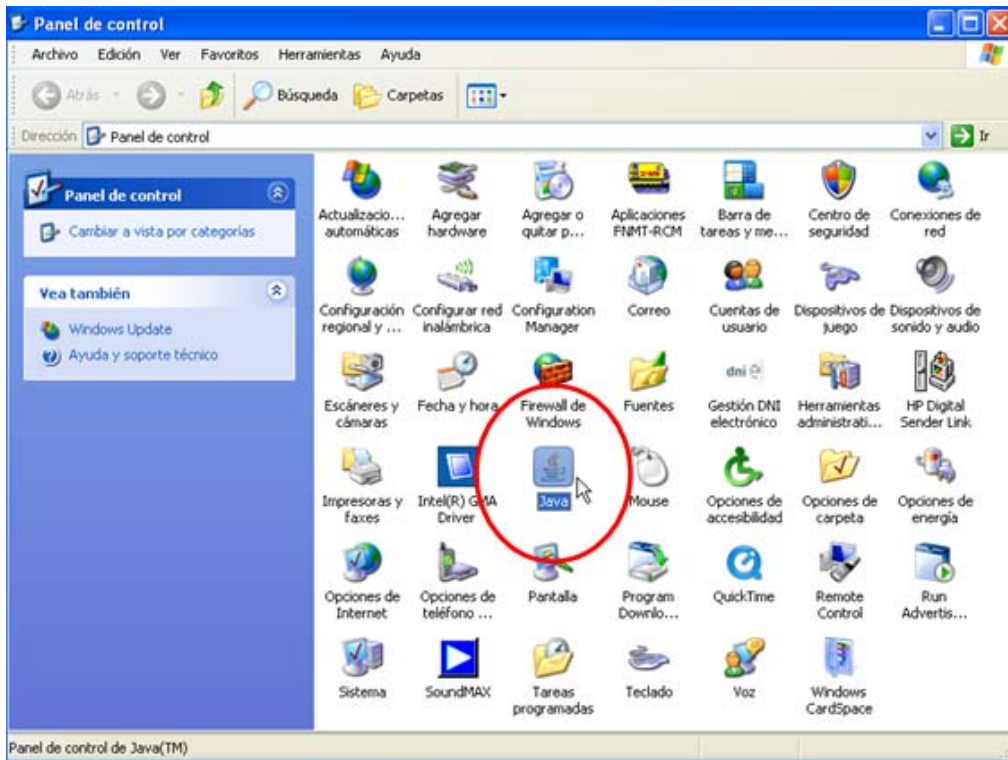 Panel de control
Archivo Edición Ver Favoritos Herramientas Ayuda
Atrás Búsqueda Carpetas
Dirección Panel de control Ir
Panel de control
Cambiar a vista por categorías
Vea también
Windows Update
Ayuda y soporte técnico
Actualizacio... automáticas
Agregar hardware
Agregar o quitar p...
Aplicaciones FNMT-RCM
Barra de tareas y me...
Centro de seguridad
Conexiones de red
Configuración regional y ...
Configurar red inalámbrica
Configuration Manager
Correo
Cuentas de usuario
Dispositivos de juego
Dispositivos de sonido y audio
Escáneres y cámaras
Fecha y hora
Firewall de Windows
Fuentes
dni e
Gestión DNI electrónico
Herramientas administrati...
HP Digital Sender Link
Impresoras y faxes
Intel(R) GMA Driver
Java
Mouse
Opciones de accesibilidad
Opciones de carpeta
Opciones de energía
Opciones de Internet
Opciones de teléfono ...
Pantalla
Program Downlo...
QuickTime
Remote Control
Run Advertis...
Sistema
SoundMAX
Tareas programadas
Teclado
Voz
Windows CardSpace
Panel de control de Java(TM)